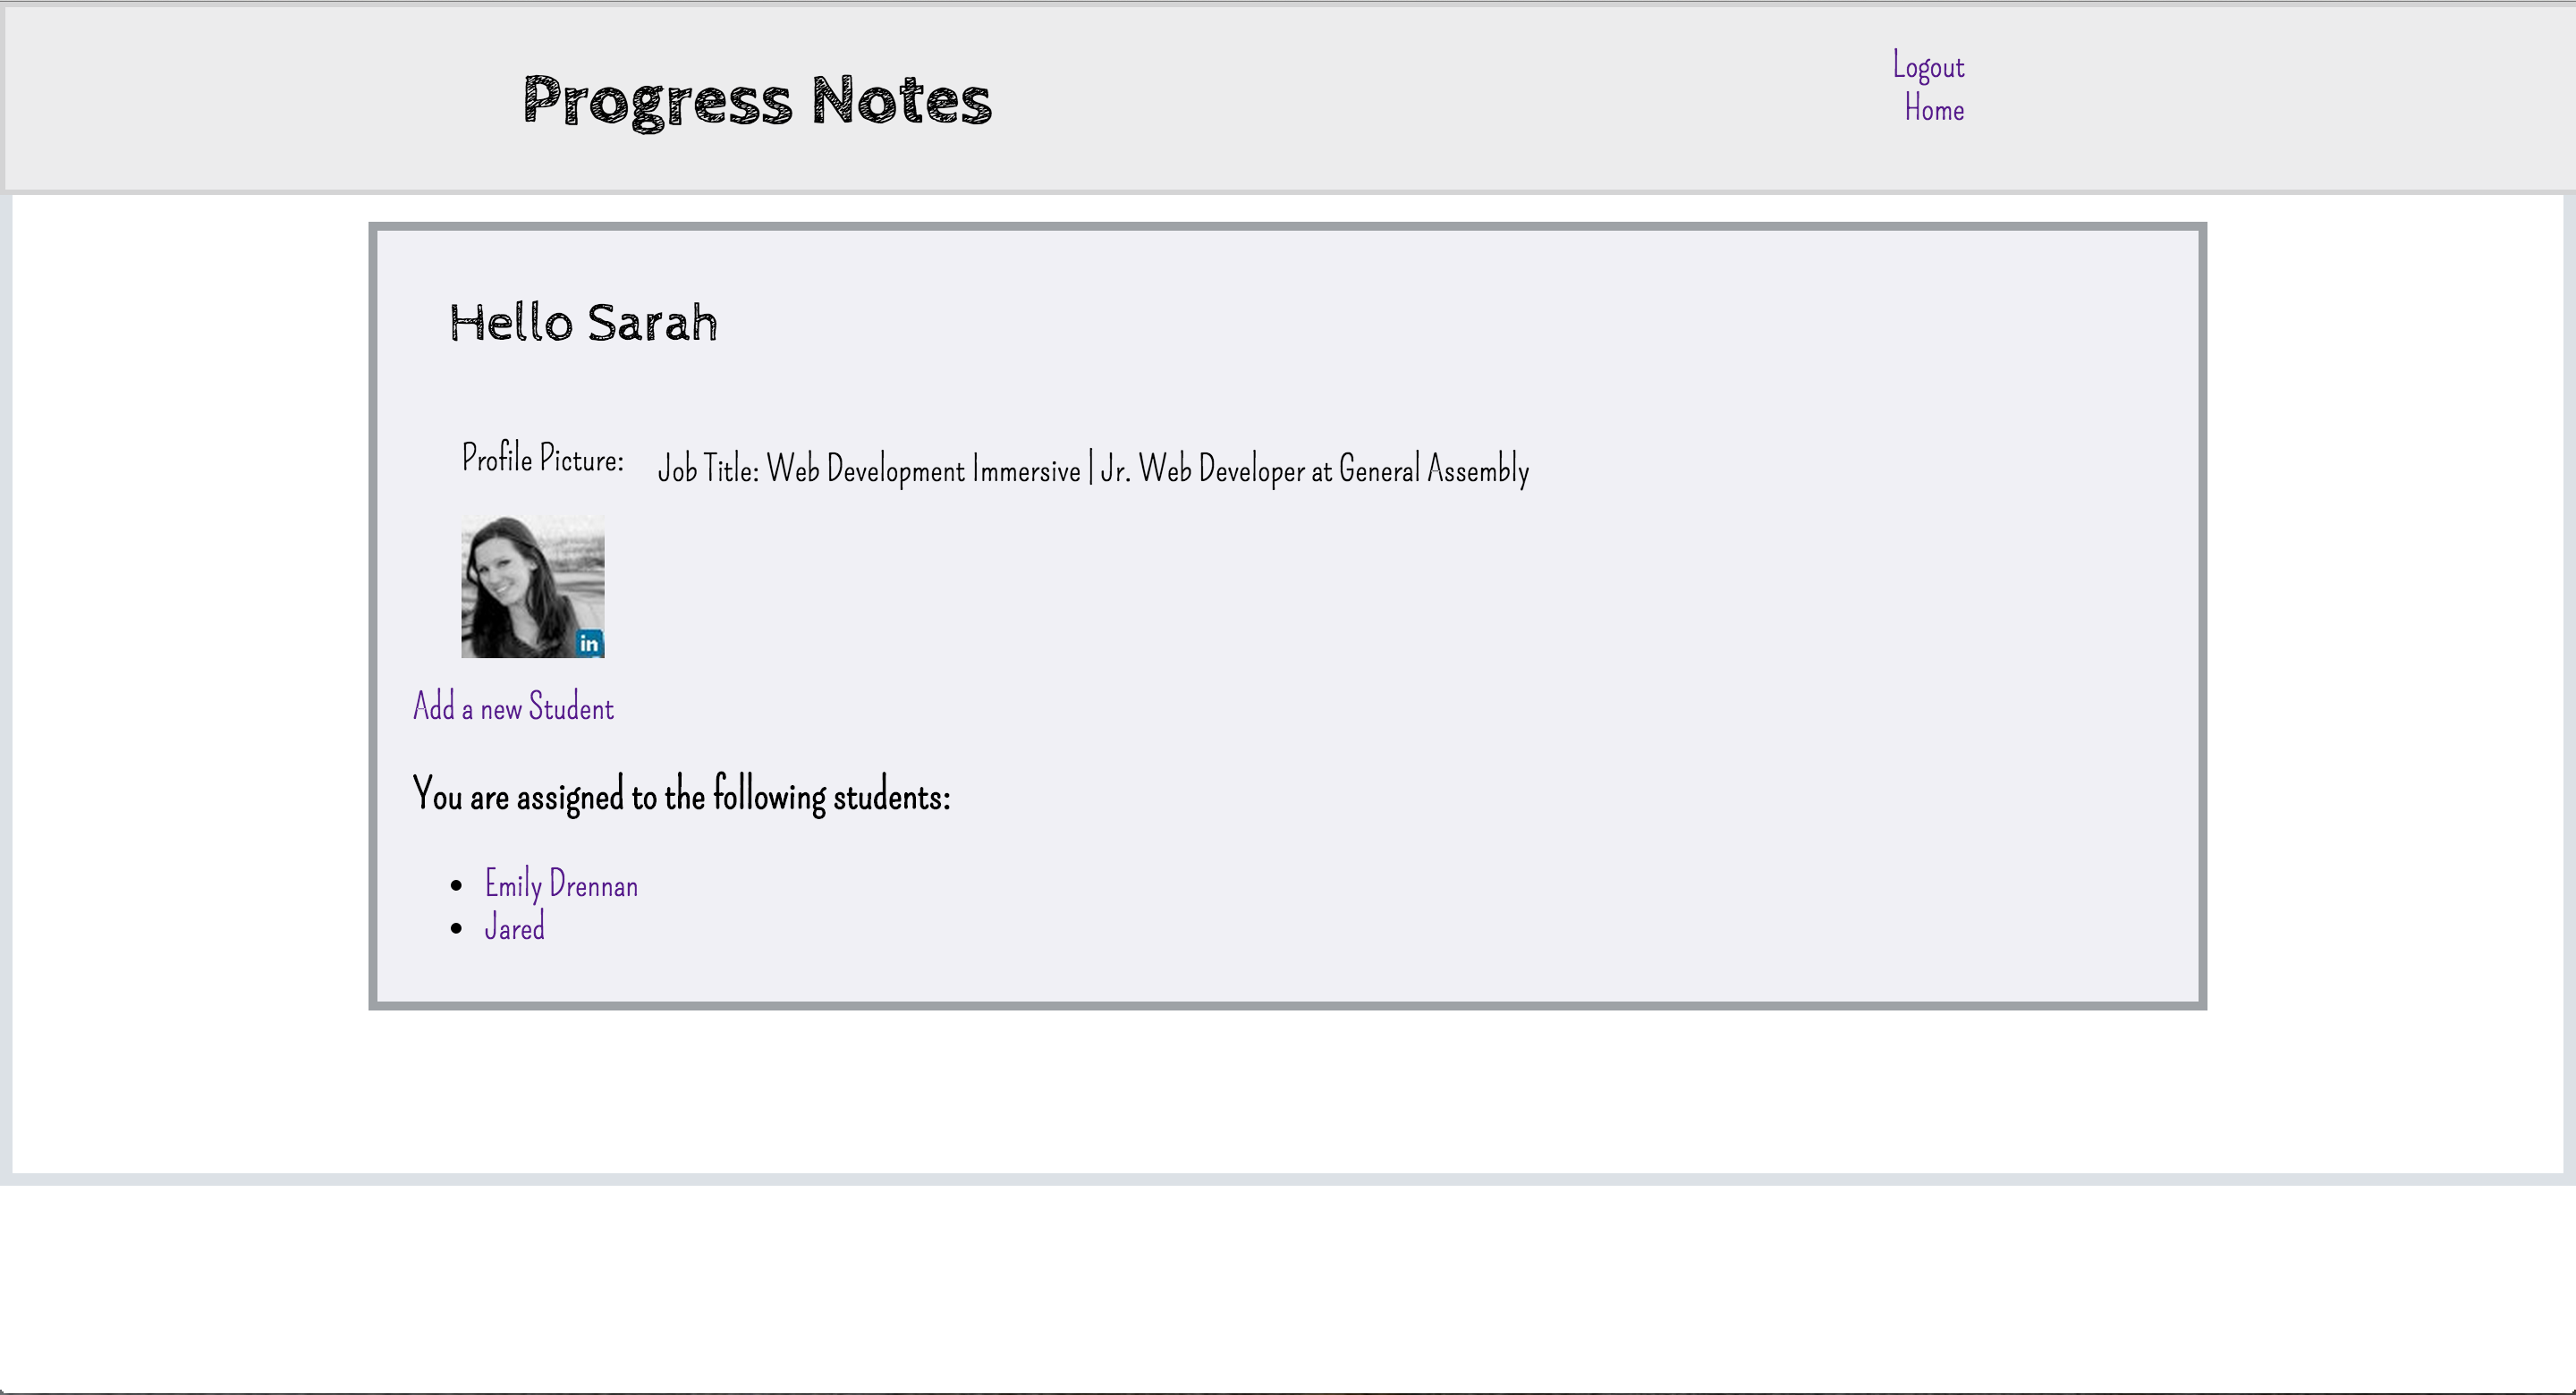 Progress Notes
Logout
Home
Hello Sarah
Profile Picture:
Job Title: Web Development Immersive | Jr. Web Developer at General Assembly
in
Add a new Student
You are assigned to the following students:
Emily Drennan
Jared